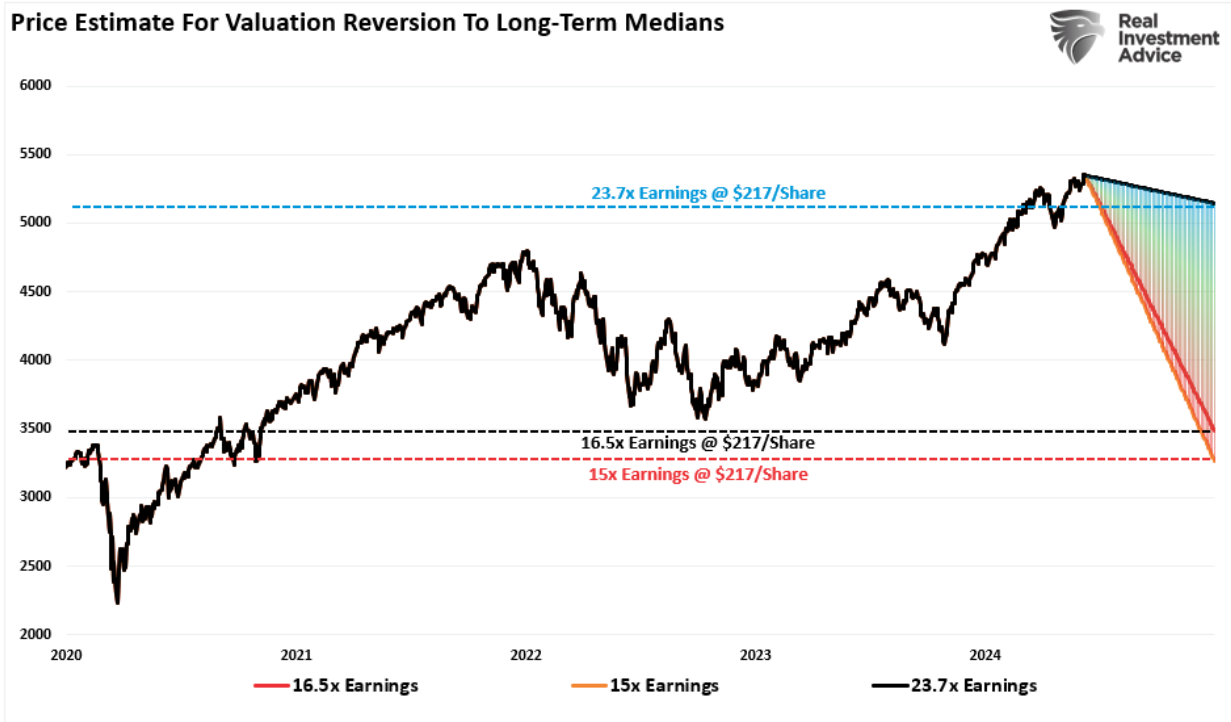 Price Estimate For Valuation Reversion To Long-Term Medians
Real
Investment
Advice
6000
5500
23.7x Earnings @ $217/Share
5000
4500
4000
3500
16.5x Earnings @ $217/Share
15x Earnings @ $217/Share
3000
2500
2000
2020 2021 2022 2023 2024
16.5x Earnings 15x Earnings 23.7x Earnings